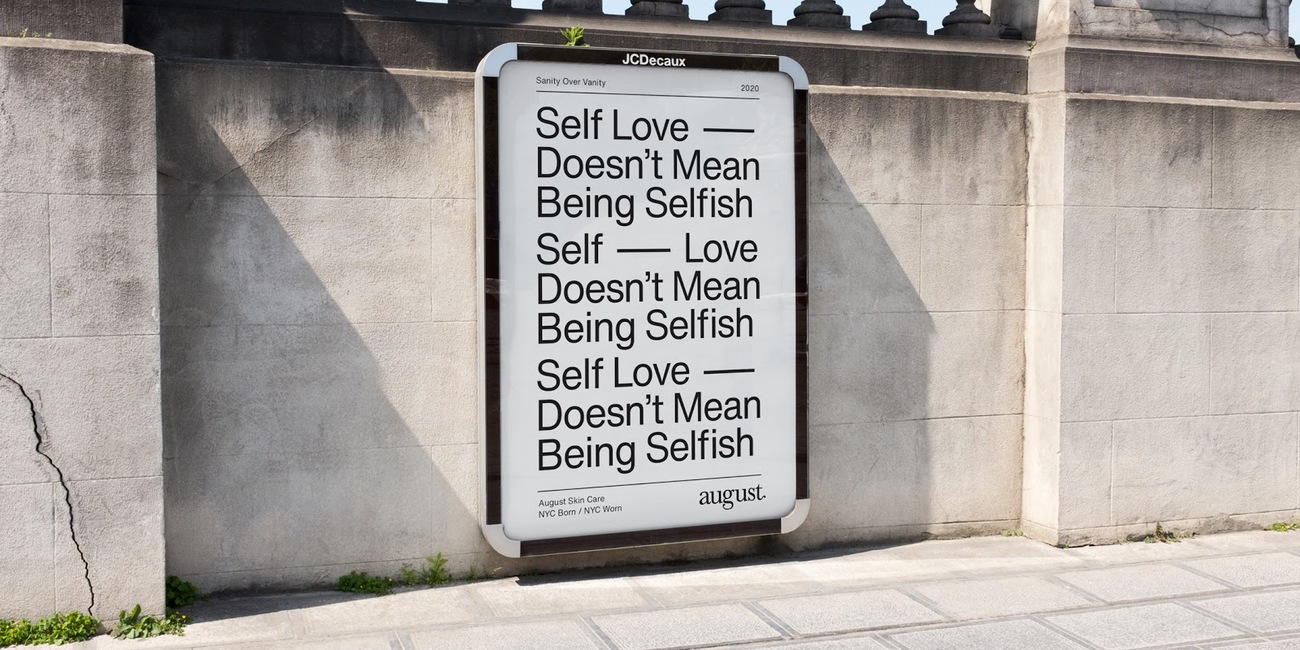 JCDecaux
Sanity Over Vanity 2020
Self Love —
Doesn't Mean
Being Selfish
Self — Love
Doesn't Mean
Being Selfish
Self Love —
Doesn't Mean
Being Selfish
August Skin Care
NYC Born / NYC Worn
august.